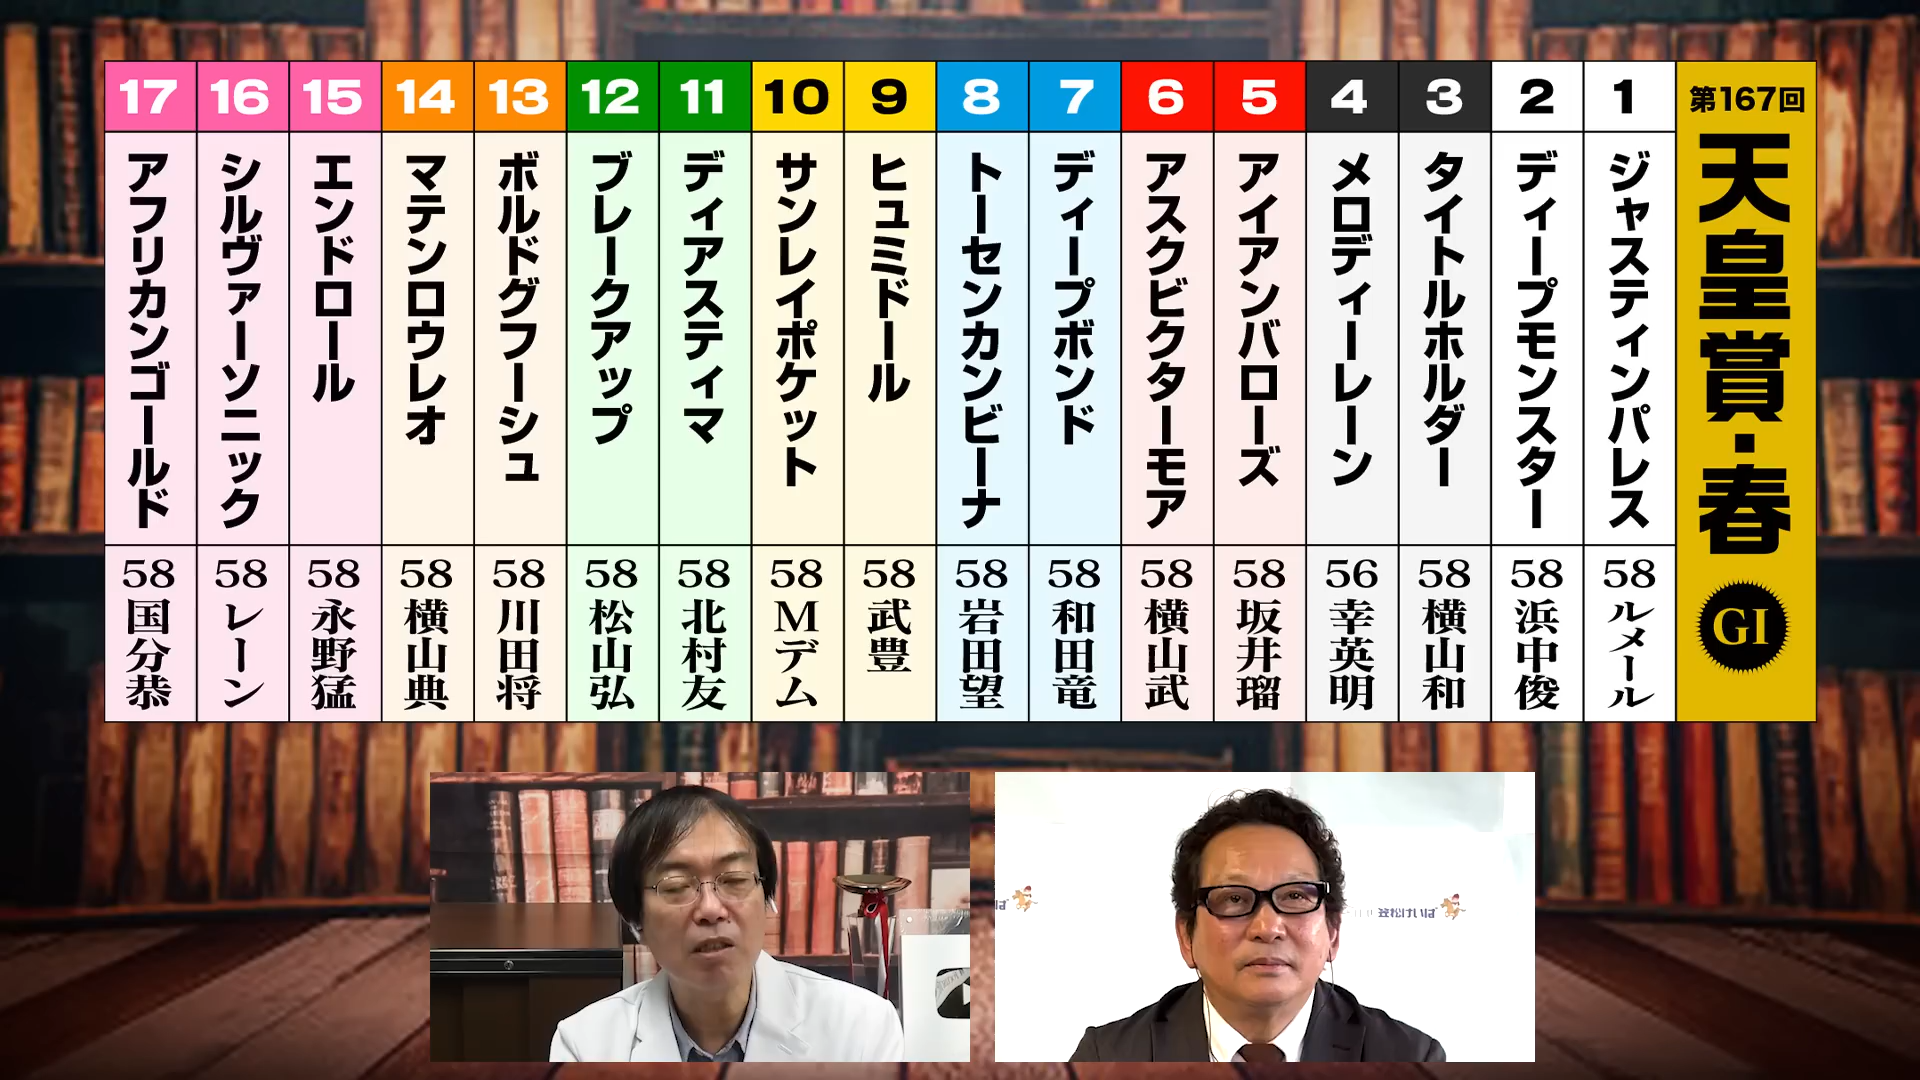 第167回
天皇賞・春
GI
1
ジャスティンパレス
58
ルメール
2
ディープモンスター
58
浜中俊
3
タイトルホルダー
58
横山和
4
メロディーレーン
56
幸英明
5
アイアンバローズ
58
坂井瑠
6
アスクビクターモア
58
横山武
7
ディープボンド
58
和田竜
8
トーセンカンビーナ
58
岩田望
9
ヒュミドール
58
武豊
10
サンレイポケット
58
Mデム
11
ディアスティマ
58
北村友
12
ブレークアップ
58
松山弘
13
ボルドグフーシュ
58
川田将
14
マテンロウレオ
58
横山典
15
エンドロール
58
永野猛
16
シルヴァーソニック
58
レーン
17
アフリカンゴールド
58
国分恭
笠松けいば